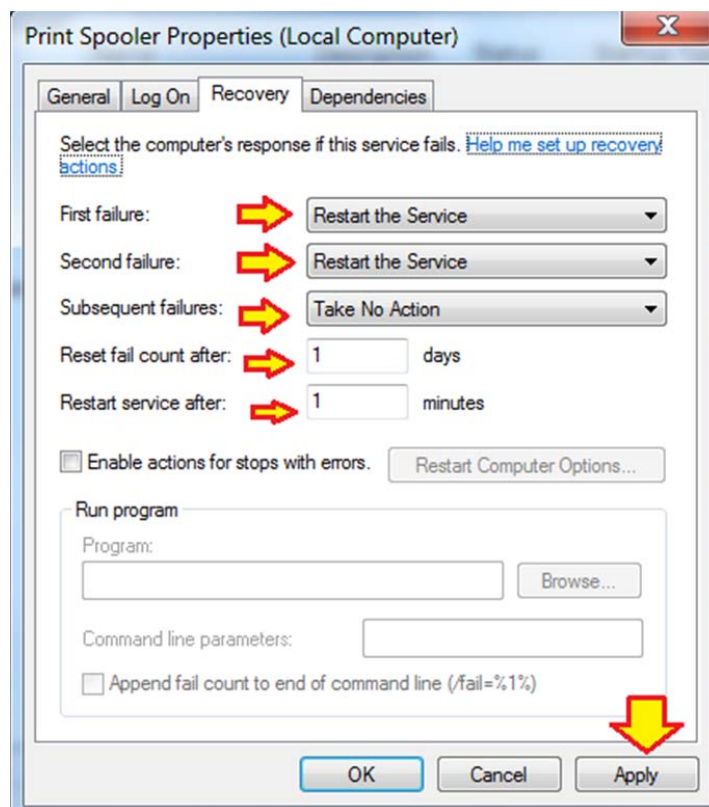 Print Spooler Properties (Local Computer)
General Log On Recovery Dependencies
Select the computer's response if this service fails. Help me set up recovery
actions.
First failure: Restart the Service
Second failure: Restart the Service
Subsequent failures: Take No Action
Reset fail count after: 1 days
Restart service after: 1 minutes
Enable actions for stops with errors. Restart Computer Options...
Run program
Program:
Browse...
Command line parameters:
Append fail count to end of command line (/fail=%1%)
OK Cancel Apply